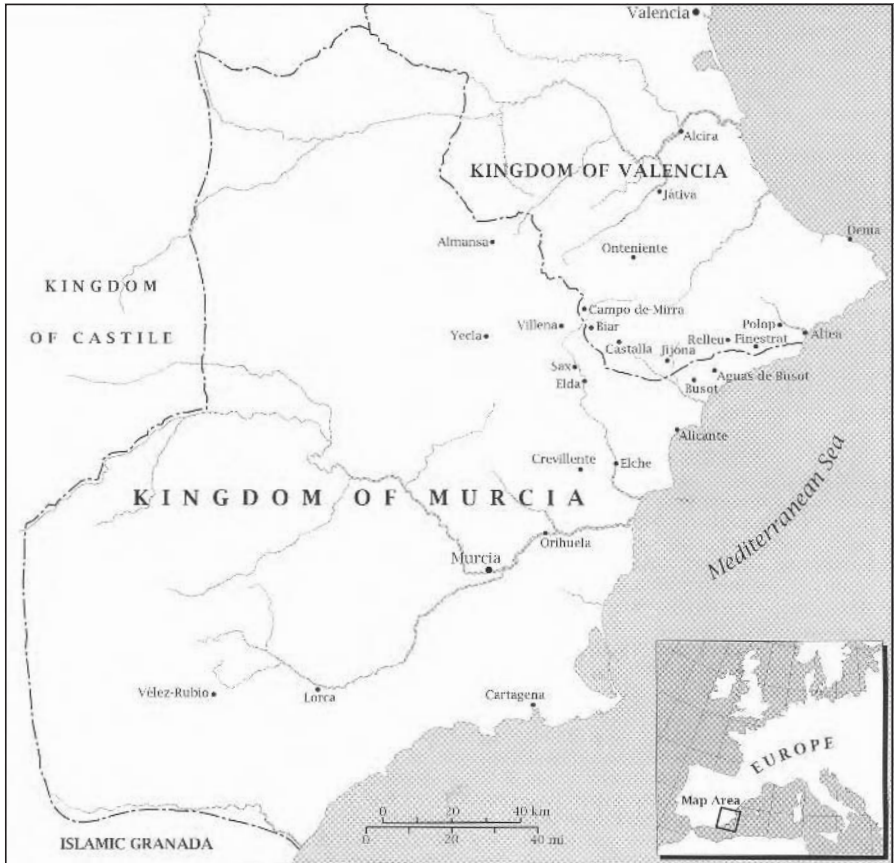 Valencia
Alcira
KINGDOM OF VALENCIA
Játiva
Denia
Almansa
Onteniente
KINGDOM
OF CASTILE
Campo de Mirra
Villena
Biar
Polop
Altea
Yecla
Castalla
Relleu
Finestrat
Jijona
Sax
Aguas de Busot
Elda
Busot
Alicante
Crevillente
Elche
KINGDOM OF MURCIA
Mediterranean Sea
Orihuela
Murcia
Vélez-Rubio
Lorca
Cartagena
EUROPE
Map Area
0 20 40 km
0 20 40 mi
ISLAMIC GRANADA